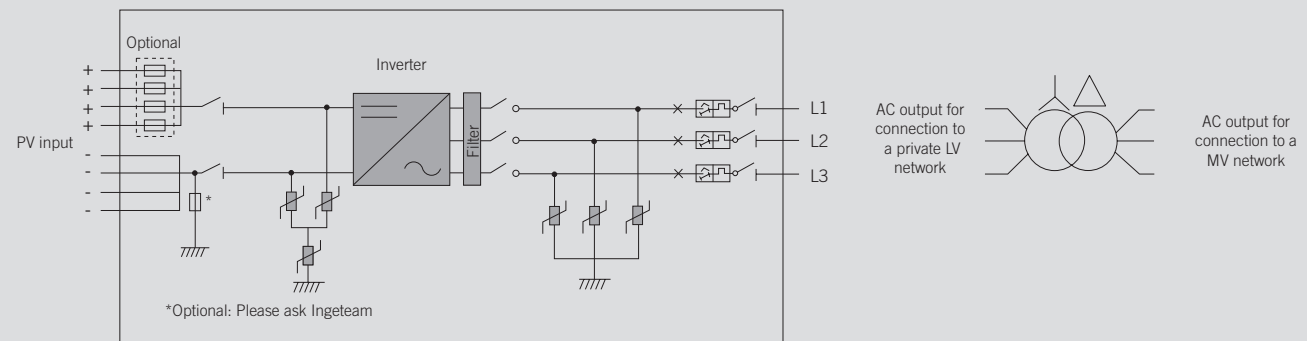 Optional
Inverter
+
+
+
+
PV input
-
-
-
-
*
Filter
L1
L2
L3
AC output for
connection to
a private LV
network
AC output for
connection to a
MV network
*Optional: Please ask Ingeteam